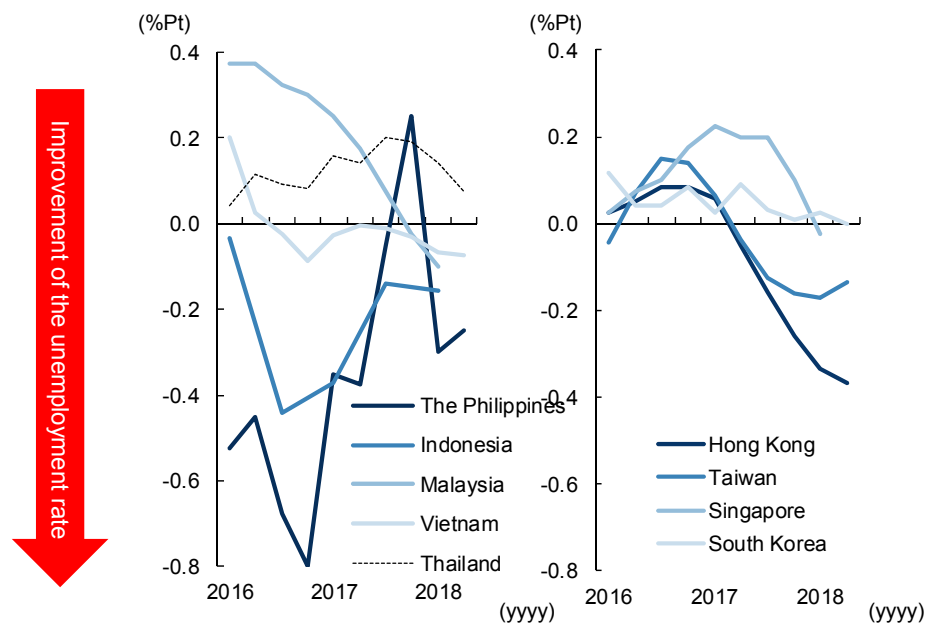 Improvement of the unemployment rate
(%Pt)
0.4
0.2
0.0
-0.2
-0.4
-0.6
-0.8
2016 2017 2018
(yyyy)
The Philippines
Indonesia
Malaysia
Vietnam
Thailand
(%Pt)
0.4
0.2
0.0
-0.2
-0.4
-0.6
-0.8
2016 2017 2018
(yyyy)
Hong Kong
Taiwan
Singapore
South Korea